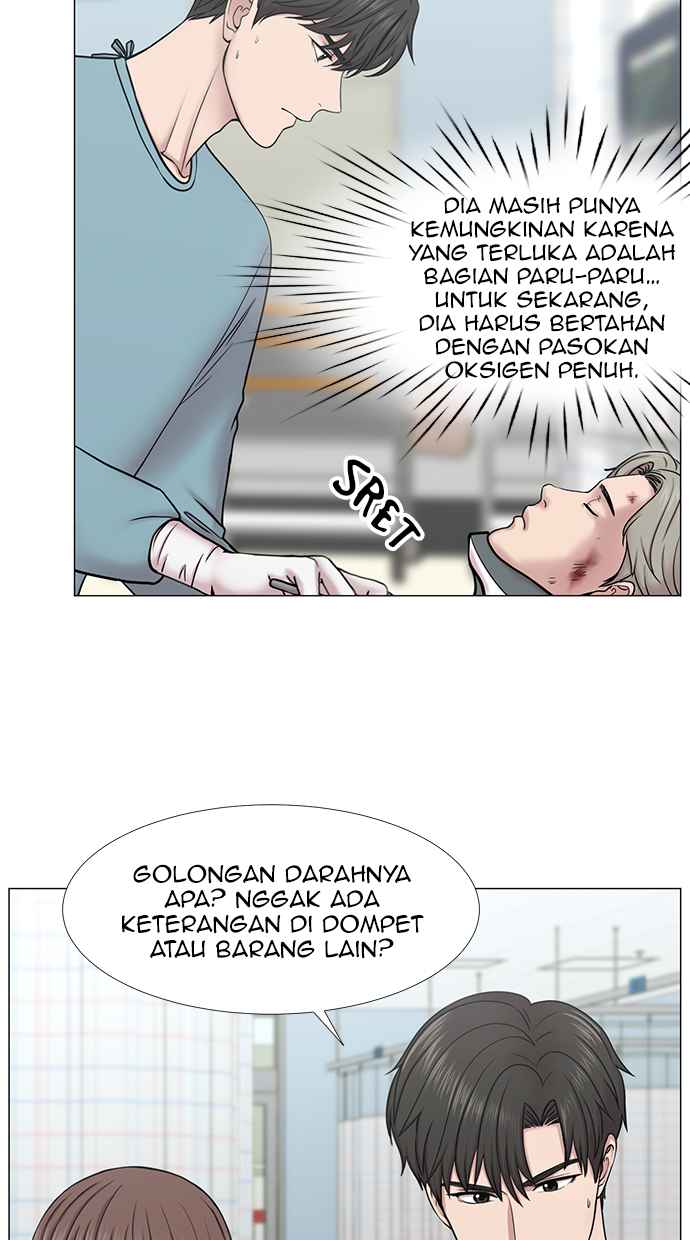 DIA MASIH PUNYA
KEMUNGKINAN KARENA
YANG TERLUKA ADALAH
BAGIAN PARU-PARU...
UNTUK SEKARANG,
DIA HARUS BERTAHAN
DENGAN PASOKAN
OKSIGEN PENUH.
SRET
GOLONGAN DARAHNYA
APA? NGGAK ADA
KETERANGAN DI DOMPET
ATAU BARANG LAIN?